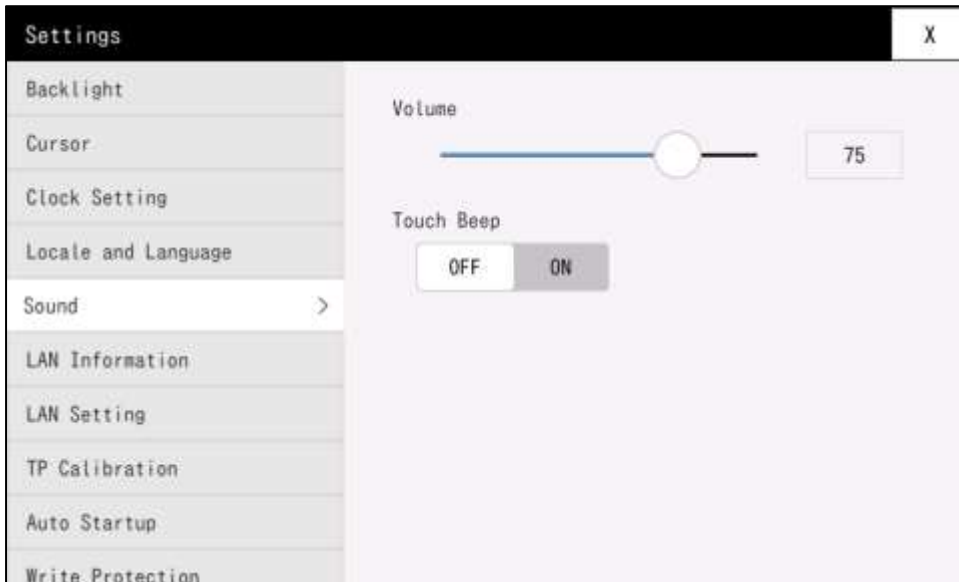 Settings
X
Backlight
Cursor
Clock Setting
Locale and Language
Sound >
LAN Information
LAN Setting
TP Calibration
Auto Startup
Write Protection
Volume
75
Touch Beep
OFF ON